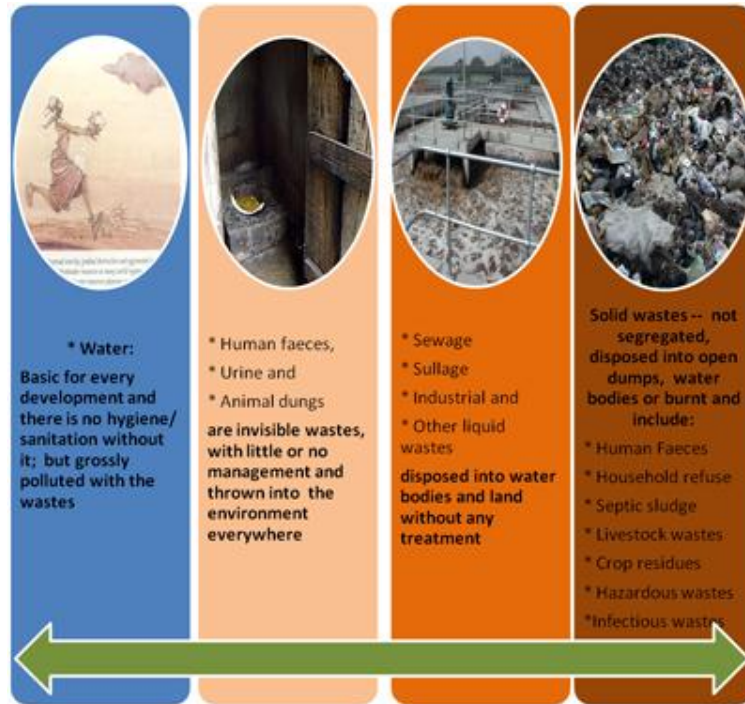 * Water:
Basic for every
development and
there is no hygiene/
sanitation without
it; but grossly
polluted with the
wastes
* Human faeces,
* Urine and
* Animal dungs
are invisible wastes,
with little or no
management and
thrown into the
environment
everywhere
* Sewage
* Sullage
* Industrial and
* Other liquid
wastes
disposed into water
bodies and land
without any
treatment
Solid wastes -- not
segregated,
disposed into open
dumps, water
bodies or burnt and
include:
* Human Faeces
* Household refuse
* Septic sludge
* Livestock wastes
* Crop residues
* Hazardous wastes
*Infectious wastes